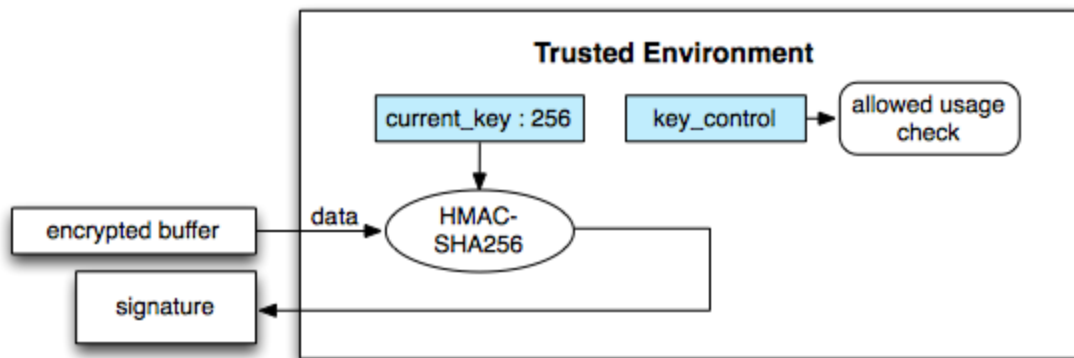 Trusted Environment
current_key : 256
key_control
allowed usage
check
encrypted buffer
data
HMAC-
SHA256
signature